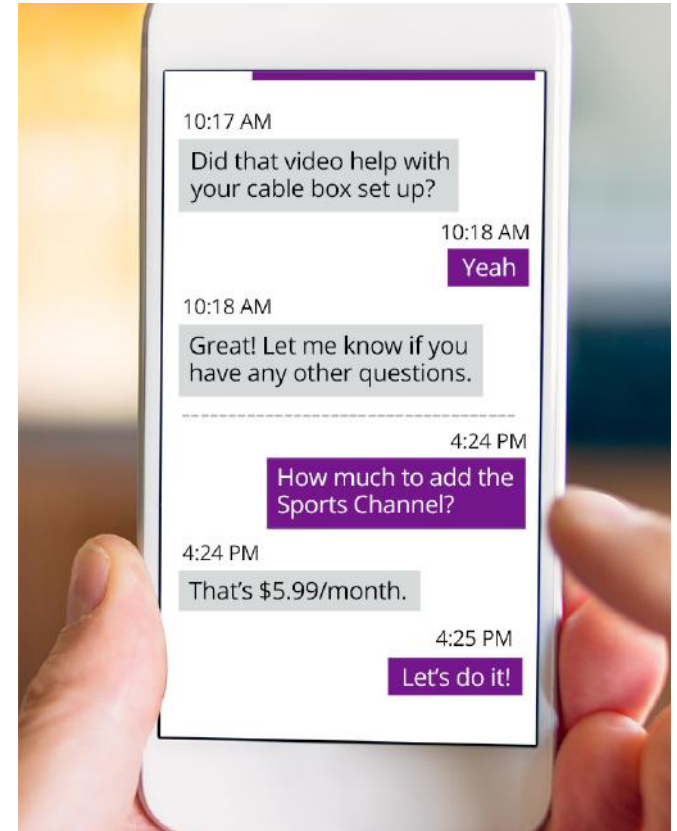 10:17 AM
Did that video help with
your cable box set up?
10:18 AM
Yeah
10:18 AM
Great! Let me know if you
have any other questions.
4:24 PM
How much to add the
Sports Channel?
4:24 PM
That's $5.99/month.
4:25 PM
Let's do it!